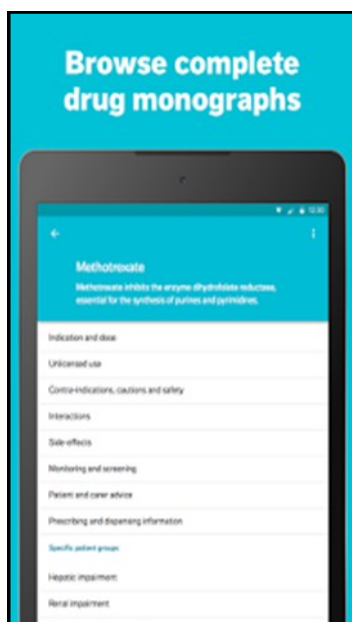 Browse complete
drug monographs
12:30
Methotrexate
Methotrexate inhibits the enzyme dihydrofolate reductase,
essential for the synthesis of purines and pyrimidines.
Indication and dose
Unlicensed use
Contra-indications, cautions and safety
Interactions
Side-effects
Monitoring and screening
Patient and carer advice
Prescribing and dispensing information
Specific patient groups
Hepatic impairment
Renal impairment